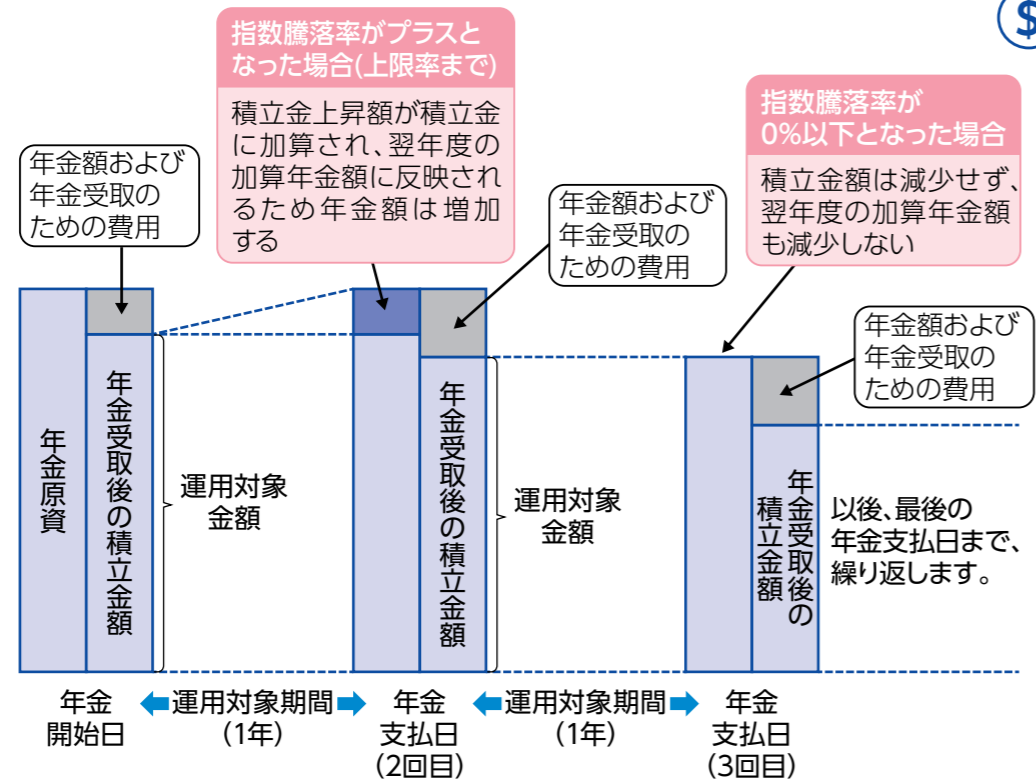 $
指数騰落率がプラスと
なった場合(上限率まで)
積立金上昇額が積立金
に加算され、翌年度の
加算年金額に反映され
るため年金額は増加
する
指数騰落率が
0%以下となった場合
積立金額は減少せず、
翌年度の加算年金額
も減少しない
年金額および
年金受取の
ための費用
年金額および
年金受取の
ための費用
年金額および
年金受取の
ための費用
年金原資
年金受取後の積立金額
運用対象
金額
年金受取後の積立金額
運用対象
金額
年金受取後の
積立金額
以後、最後の
年金支払日まで、
繰り返します。
年金
開始日
運用対象期間
(1年)
年金
支払日
(2回目)
運用対象期間
(1年)
年金
支払日
(3回目)